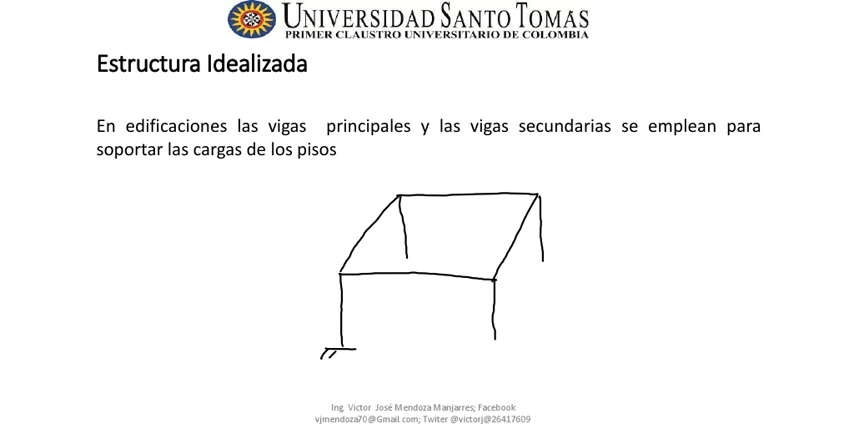 UNIVERSIDAD SANTO TOMAS
PRIMER CLAUSTRO UNIVERSITARIO DE COLOMBIA
Estructura Idealizada
En edificaciones las vigas principales y las vigas secundarias se emplean para
soportar las cargas de los pisos
Ing. Victor José Mendoza Manjarres; Facebook
vjmendoza70@Gmail.com; Twiter @victorj@26417609